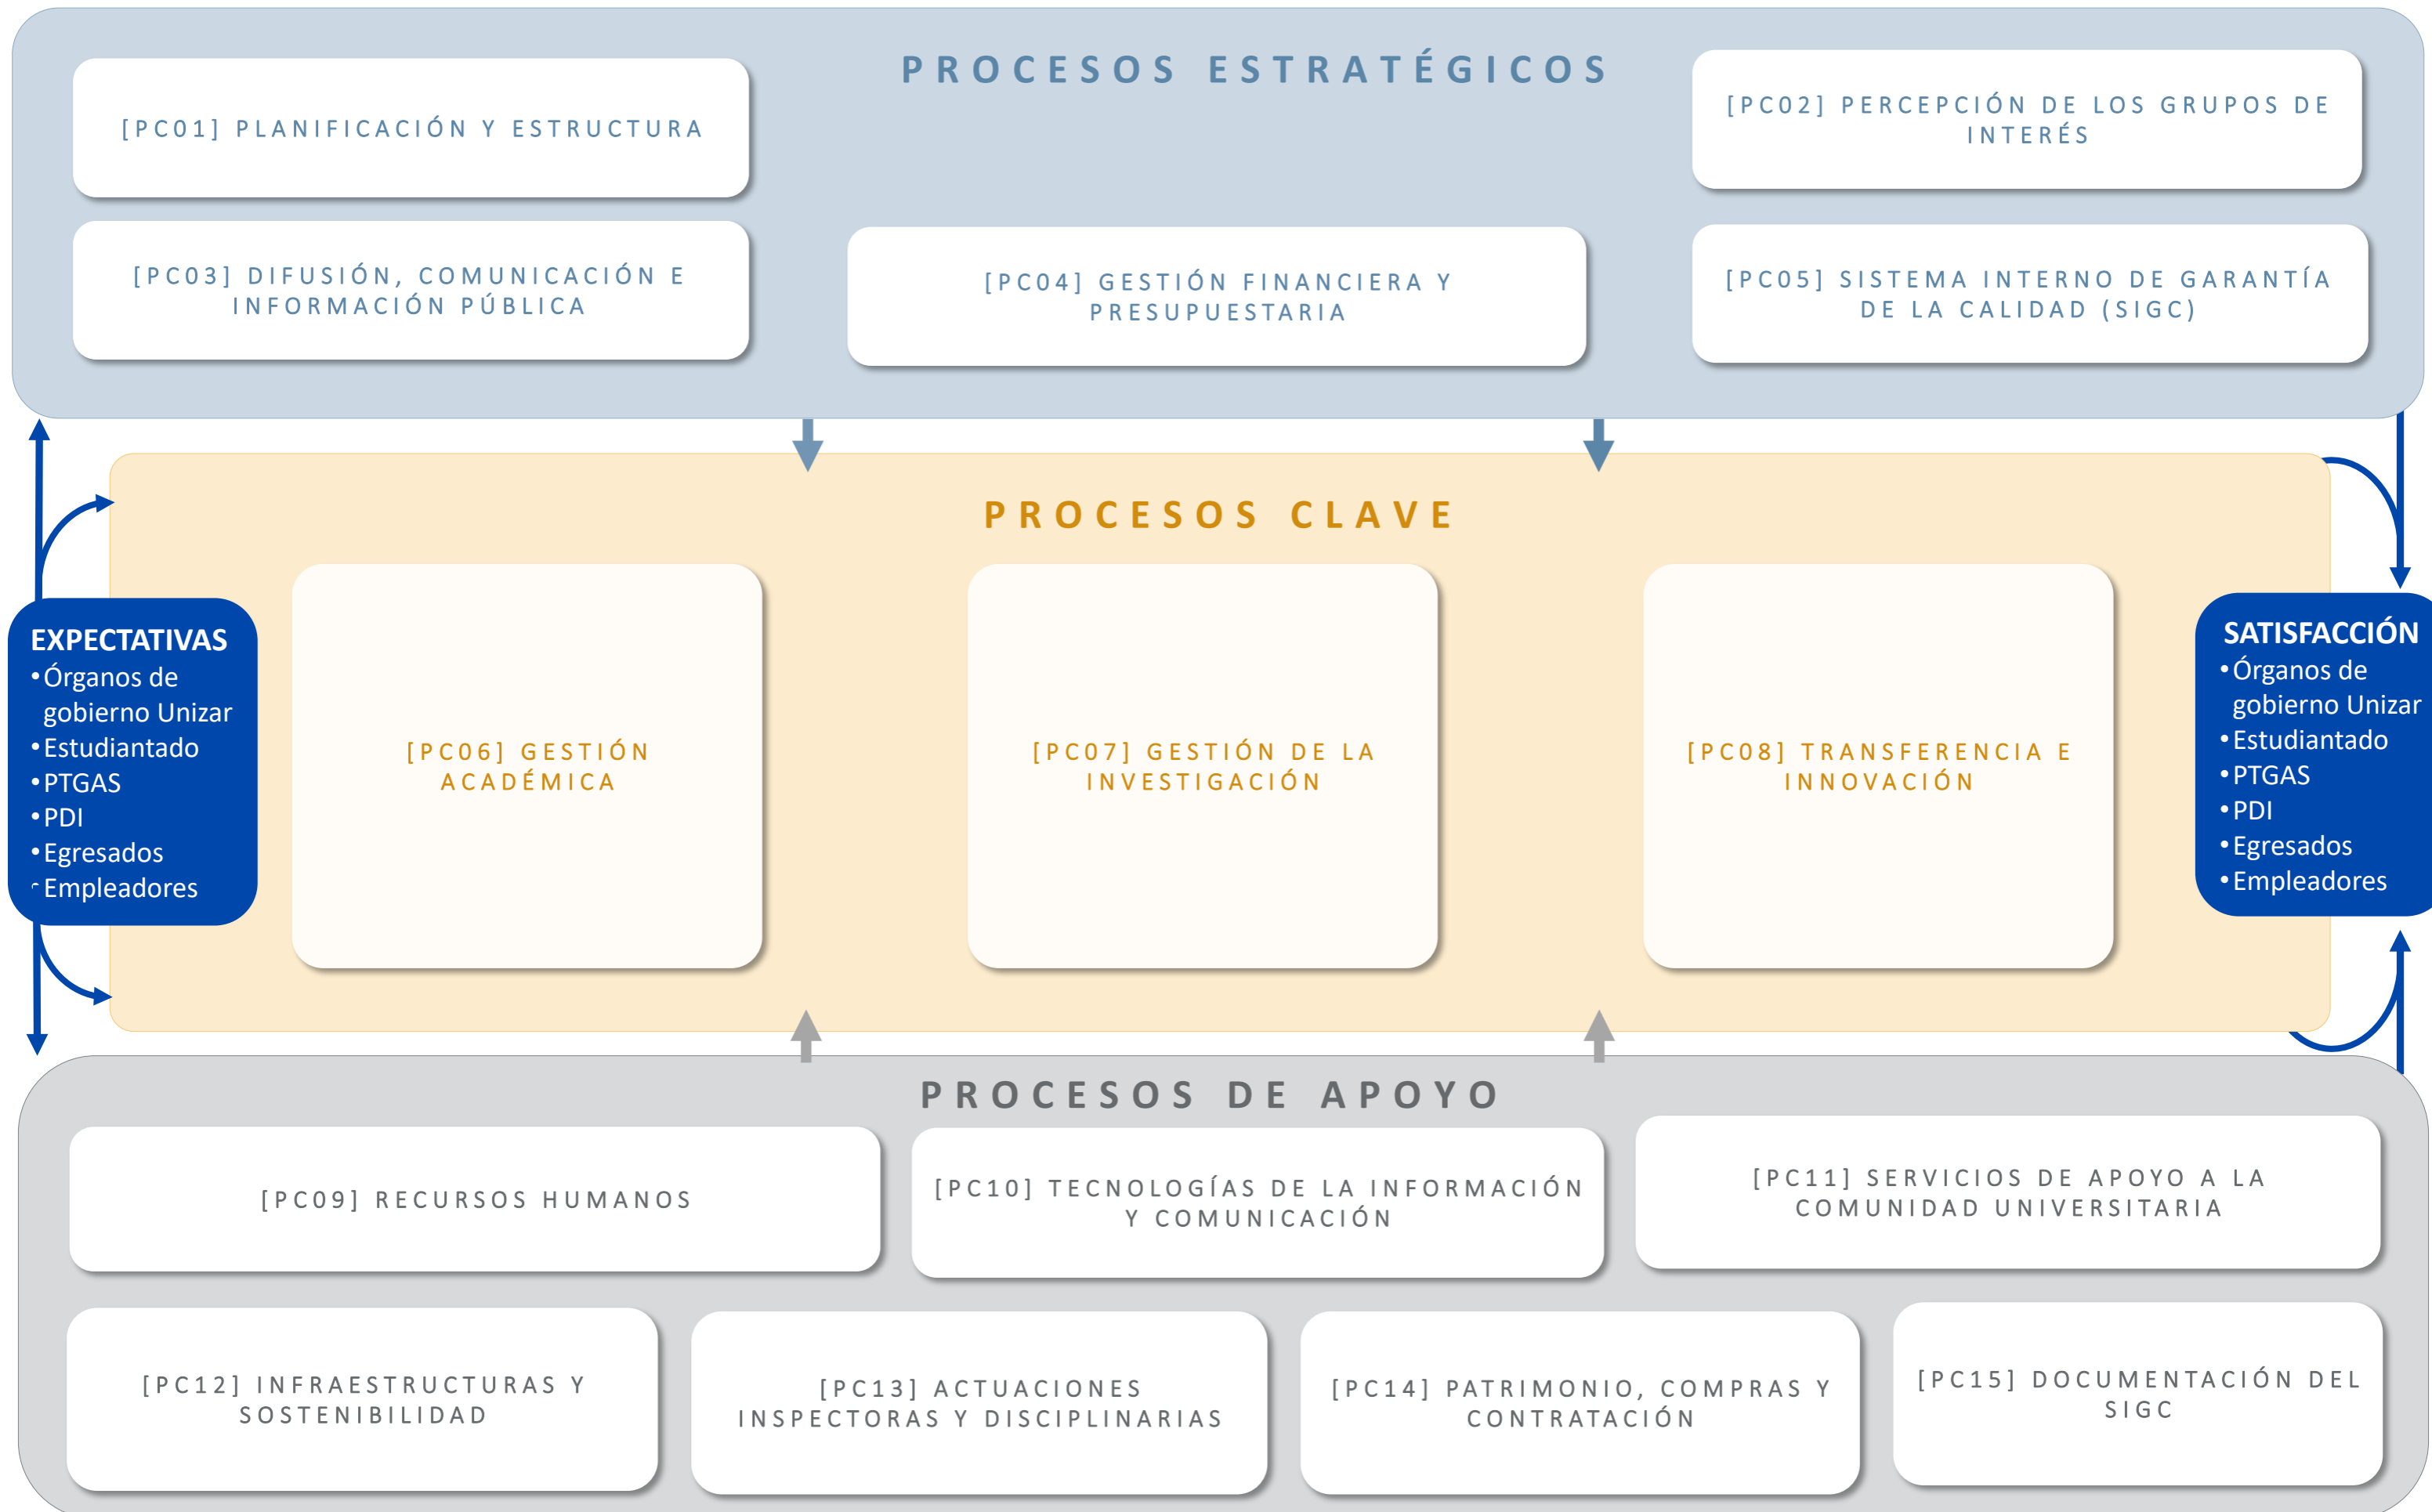 PROCESOS ESTRATÉGICOS
[PC01] PLANIFICACIÓN Y ESTRUCTURA
[PC02] PERCEPCIÓN DE LOS GRUPOS DE
INTERÉS
[PC03] DIFUSIÓN, COMUNICACIÓN E
INFORMACIÓN PÚBLICA
[PC04] GESTIÓN FINANCIERA Y
PRESUPUESTARIA
[PC05] SISTEMA INTERNO DE GARANTÍA
DE LA CALIDAD (SIGC)
PROCESOS CLAVE
EXPECTATIVAS
•Órganos de
gobierno Unizar
•Estudiantado
•PTGAS
•PDI
•Egresados
•Empleadores
[PC06] GESTIÓN
ACADÉMICA
[PC07] GESTIÓN DE LA
INVESTIGACIÓN
[PC08] TRANSFERENCIA E
INNOVACIÓN
SATISFACCIÓN
•Órganos de
gobierno Unizar
•Estudiantado
•PTGAS
•PDI
•Egresados
•Empleadores
PROCESOS DE APOYO
[PC09] RECURSOS HUMANOS
[PC10] TECNOLOGÍAS DE LA INFORMACIÓN
Y COMUNICACIÓN
[PC11] SERVICIOS DE APOYO A LA
COMUNIDAD UNIVERSITARIA
[PC12] INFRAESTRUCTURAS Y
SOSTENIBILIDAD
[PC13] ACTUACIONES
INSPECTORAS Y DISCIPLINARIAS
[PC14] PATRIMONIO, COMPRAS Y
CONTRATACIÓN
[PC15] DOCUMENTACIÓN DEL
SIGC